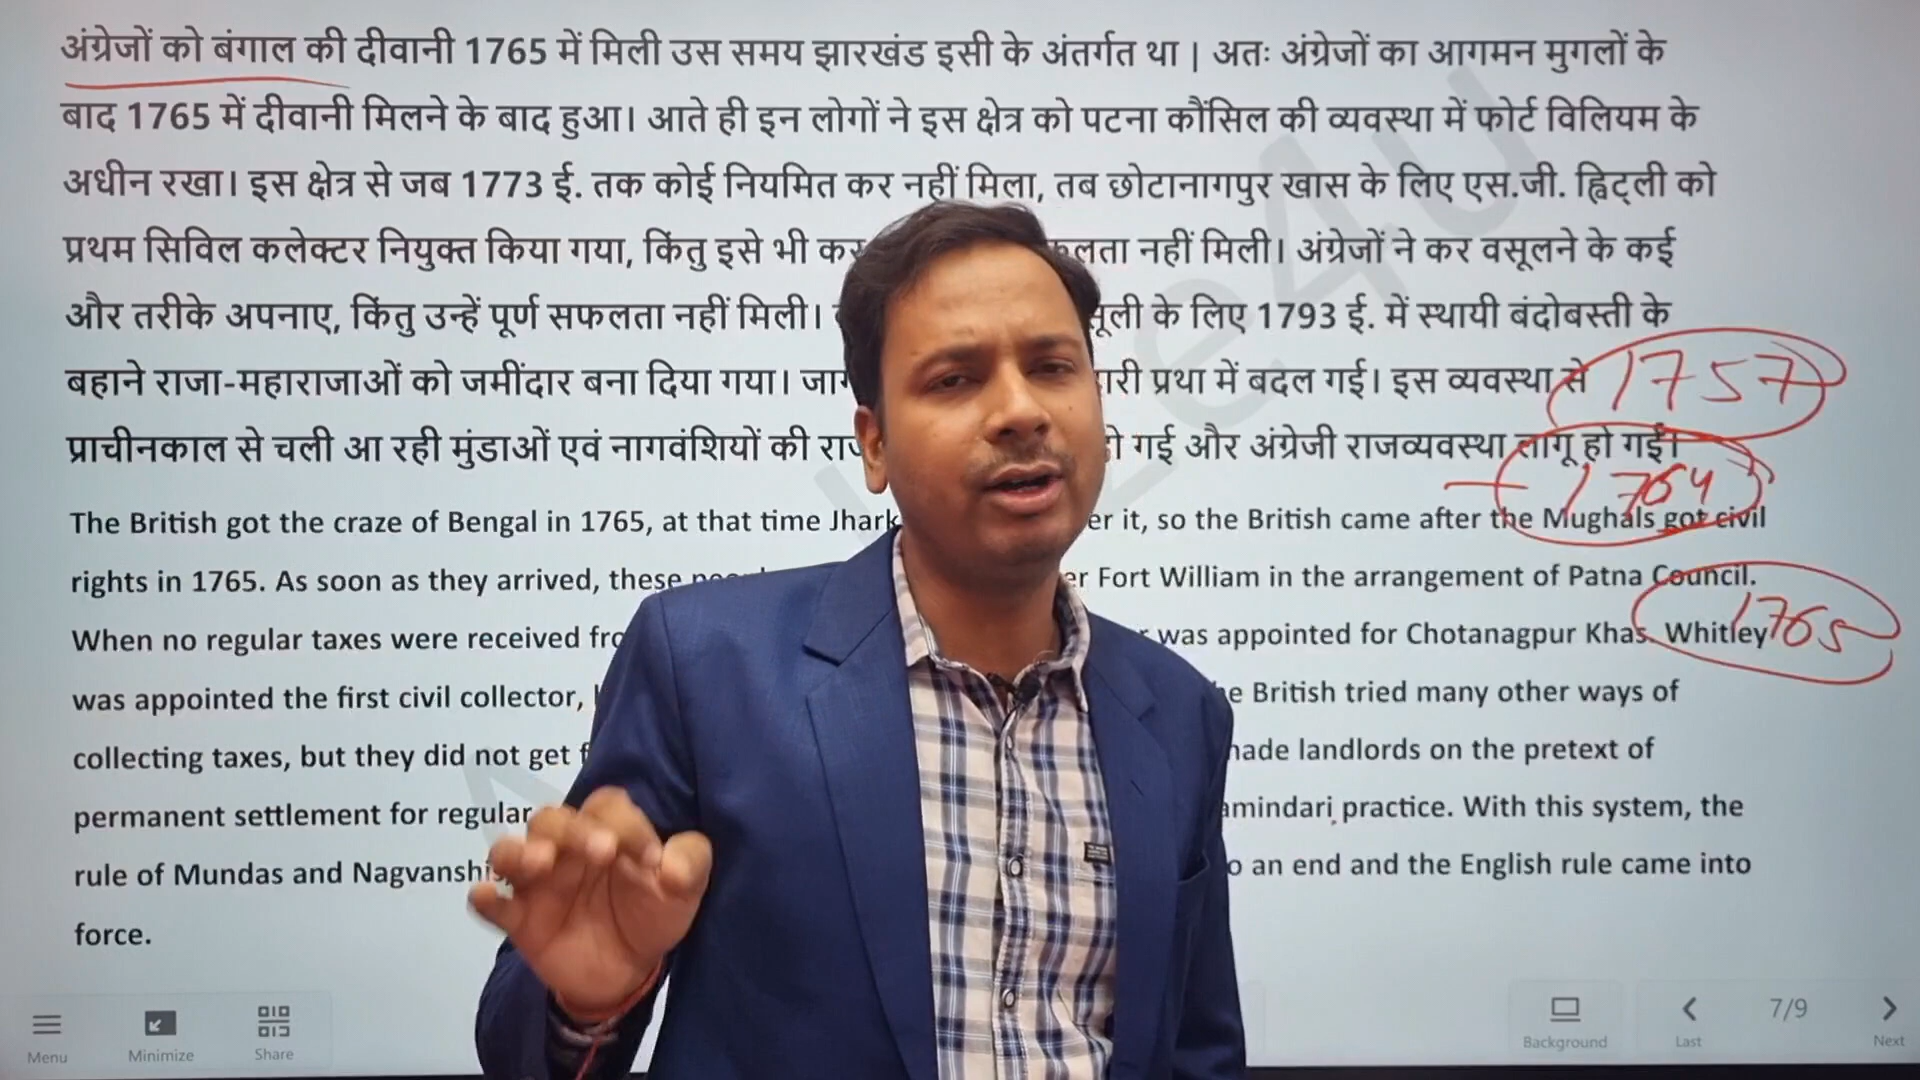 अंग्रेजों को बंगाल की दीवानी 1765 में मिली उस समय झारखंड इसी के अंतर्गत था | अतः अंग्रेजों का आगमन मुगलों के
बाद 1765 में दीवानी मिलने के बाद हुआ। आते ही इन लोगों ने इस क्षेत्र को पटना कौंसिल की व्यवस्था में फोर्ट विलियम के
अधीन रखा। इस क्षेत्र से जब 1773 ई. तक कोई नियमित कर नहीं मिला, तब छोटानागपुर खास के लिए एस.जी. ह्विट्ली को
प्रथम सिविल कलेक्टर नियुक्त किया गया, किंतु इसे भी कर नहीं मिली। अंग्रेजों ने कर वसूलने के कई
और तरीके अपनाए, किंतु उन्हें पूर्ण सफलता नहीं मिली। के लिए 1793 ई. में स्थायी बंदोबस्ती के
बहाने राजा-महाराजाओं को जमींदार बना दिया गया। प्रथा में बदल गई। इस व्यवस्था से 1757
प्राचीनकाल से चली आ रही मुंडाओं एवं नागवंशियों की गई और अंग्रेजी राजव्यवस्था लागू हो गई।
1764
The British got the craze of Bengal in 1765, at that time it, so the British came after the Mughals got civil
rights in 1765. As soon as they arrived, these Fort William in the arrangement of Patna Council.
When no regular taxes were received was appointed for Chotanagpur Khas. Whitley 1765
was appointed the first civil collector, British tried many other ways of
collecting taxes, but they did not get landlords on the pretext of
permanent settlement for regular practice. With this system, the
rule of Mundas and an end and the English rule came into
force.
Menu Minimize Share Background Last 7/9 Next